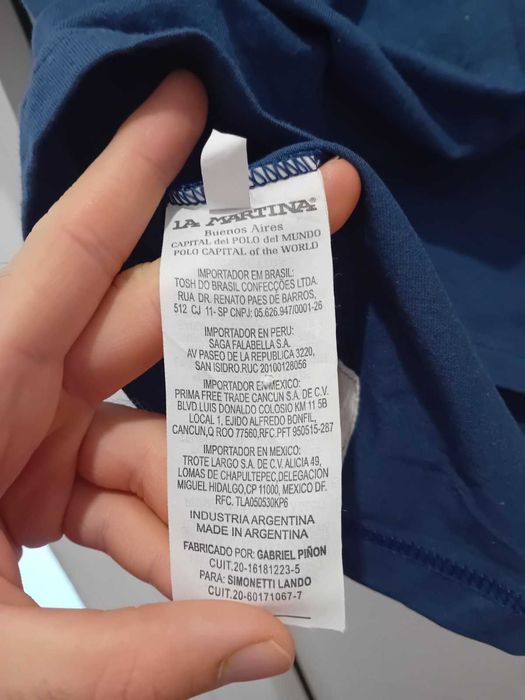 LA MARTINA®
Buenos Aires
CAPITAL del POLO del MUNDO
POLO CAPITAL of the WORLD
IMPORTADOR EM BRASIL:
TOSH DO BRASIL CONFECÇÕES LTDA.
RUA DR. RENATO PAES DE BARROS,
512 CJ 11- SP CNPJ: 05.626.947/0001-26
IMPORTADOR EN PERU:
SAGA FALABELLA S.A.
AV PASEO DE LA REPUBLICA 3220,
SAN ISIDRO.RUC 20100128056
IMPORTADOR EN MEXICO:
PRIMA FREE TRADE CANCUN S.A. DE C.V.
BLVD.LUIS DONALDO COLOSIO KM 11 5B
LOCAL 1, EJIDO ALFREDO BONFIL,
CANCUN,Q ROO 77560,RFC.PFT 950515-287
IMPORTADOR EN MEXICO:
TROTE LARGO S.A. DE C.V. ALICIA 49,
LOMAS DE CHAPULTEPEC,DELEGACION
MIGUEL HIDALGO,CP 11000, MEXICO DF.
RFC. TLA050530KP6
INDUSTRIA ARGENTINA
MADE IN ARGENTINA
FABRICADO POR: GABRIEL PIÑON
CUIT.20-16181223-5
PARA: SIMONETTI LANDO
CUIT.20-60171067-7